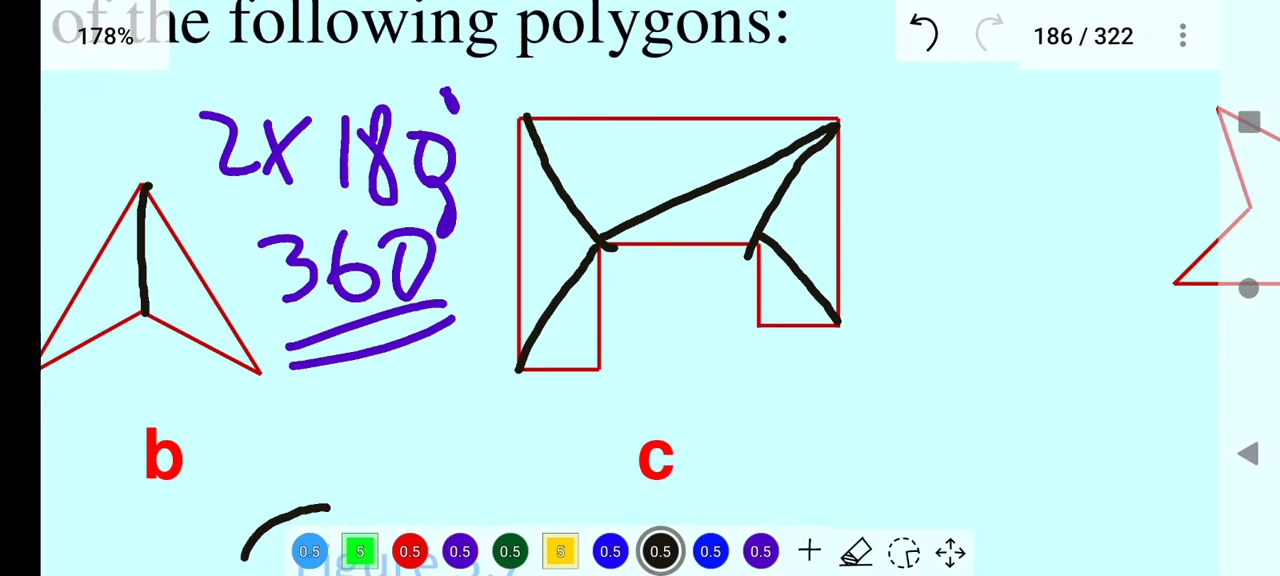 of the following polygons:
178%
186 / 322
2x180°
360
b
c
0.5 5 0.5 0.5 0.5 5 0.5 0.5 0.5 0.5